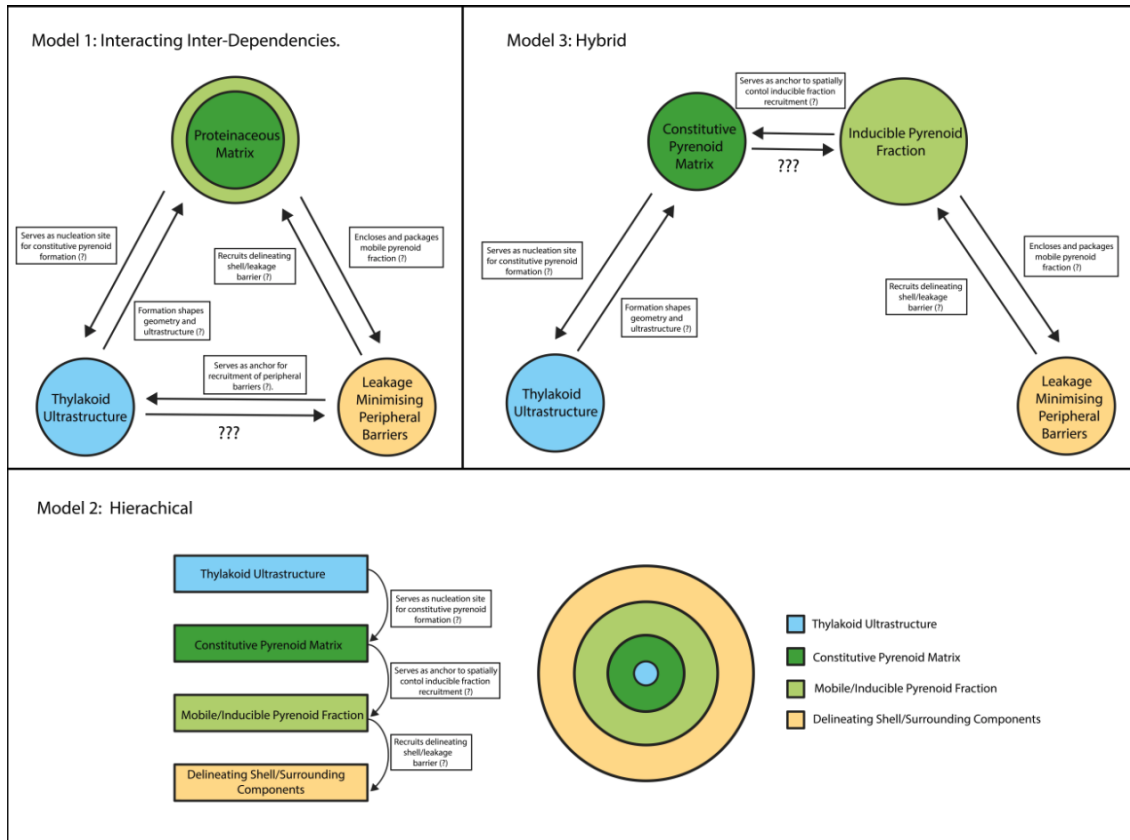 Model 1: Interacting Inter-Dependencies.
Proteinaceous
Matrix
Serves as nucleation site
for constitutive pyrenoid
formation (?)
Recruits delineating
shell/leakage
barrier (?)
Encloses and packages
mobile pyrenoid
fraction (?)
Formation shapes
geometry and
ultrastructure (?)
Serves as anchor for
recruitment of peripheral
barriers (?).
Thylakoid
Ultrastructure
???
Leakage
Minimising
Peripheral
Barriers
Model 3: Hybrid
Serves as anchor to spatially
contol inducible fraction
recruitment (?)
Constitutive
Pyrenoid
Matrix
Inducible Pyrenoid
Fraction
???
Serves as nucleation site
for constitutive pyrenoid
formation (?)
Encloses and packages
mobile pyrenoid
fraction (?)
Recruits delineating
shell/leakage
barrier (?)
Formation shapes
geometry and
ultrastructure (?)
Thylakoid
Ultrastructure
Leakage
Minimising
Peripheral
Barriers
Model 2: Hierachical
Thylakoid Ultrastructure
Serves as nucleation site
for constitutive pyrenoid
formation (?)
Constitutive Pyrenoid Matrix
Serves as anchor to spatially
contol inducible fraction
recruitment (?)
Mobile/Inducible Pyrenoid Fraction
Recruits delineating
shell/leakage
barrier (?)
Delineating Shell/Surrounding
Components
Thylakoid Ultrastructure
Constitutive Pyrenoid Matrix
Mobile/Inducible Pyrenoid Fraction
Delineating Shell/Surrounding Components